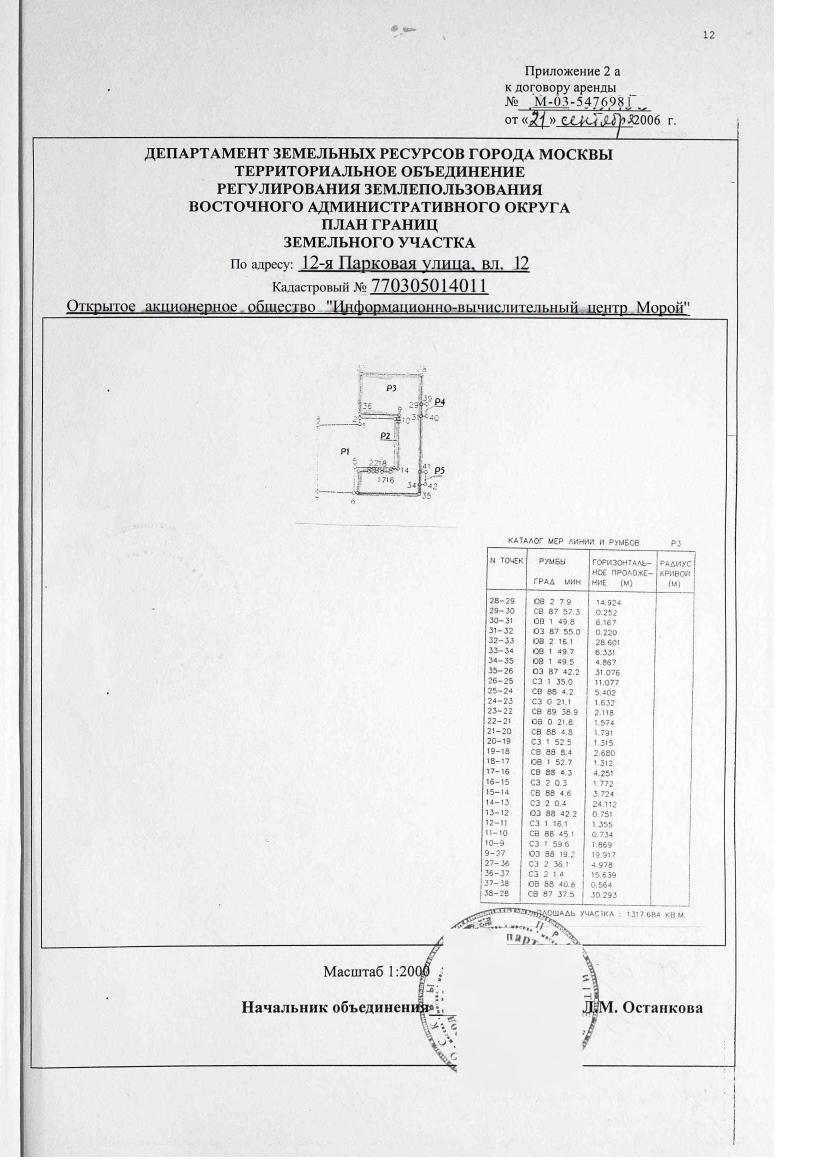 12
Приложение 2 а
к договору аренды
№ М-03-547698
от «21» сентября 2006 г.
ДЕПАРТАМЕНТ ЗЕМЕЛЬНЫХ РЕСУРСОВ ГОРОДА МОСКВЫ
ТЕРРИТОРИАЛЬНОЕ ОБЪЕДИНЕНИЕ
РЕГУЛИРОВАНИЯ ЗЕМЛЕПОЛЬЗОВАНИЯ
ВОСТОЧНОГО АДМИНИСТРАТИВНОГО ОКРУГА
ПЛАН ГРАНИЦ
ЗЕМЕЛЬНОГО УЧАСТКА
По адресу: 12-я Парковая улица, вл. 12
Кадастровый № 770305014011
Открытое акционерное общество "Информационно-вычислительный центр Морой"
Р3
36 29 39 Р4
2 1 10 31 40
Р2
Р1
5 2218 14 41
1716 Р5
34 42
6 35
КАТАЛОГ МЕР ЛИНИЙ И РУМБОВ Р3
N ТОЧЕК РУМБЫ ГОРИЗОНТАЛЬ- РАДИУС
НОЕ ПРОЛОЖЕ- КРИВОЙ
ГРАД МИН НИЕ (М) (М)
28-29 ЮВ 2 7.9 14.924
29-30 СВ 87 57.3 0.252
30-31 ЮВ 1 49.8 6.167
31-32 ЮЗ 87 55.0 0.220
32-33 ЮВ 2 16.1 28.601
33-34 ЮВ 1 49.7 6.331
34-35 ЮВ 1 49.5 4.867
35-26 ЮЗ 87 42.2 31.076
26-25 СЗ 1 35.0 11.077
25-24 СВ 88 4.2 5.402
24-23 СЗ 0 21.1 1.632
23-22 СВ 89 38.9 2.118
22-21 ЮВ 0 21.8 1.574
21-20 СВ 88 4.8 1.791
20-19 СЗ 1 52.5 1.315
19-18 СВ 88 8.4 2.680
18-17 ЮВ 1 52.7 1.312
17-16 СВ 88 4.3 4.251
16-15 СЗ 2 0.3 1.772
15-14 СВ 88 4.6 3.724
14-13 СЗ 2 0.4 24.112
13-12 ЮЗ 88 42.2 0.751
12-11 СЗ 1 16.1 1.355
11-10 СВ 88 45.1 0.734
10-9 СЗ 1 59.6 1.869
9-27 ЮЗ 88 19.2 19.917
27-36 СЗ 2 36.1 4.978
36-37 СЗ 2 1.4 15.639
37-38 ЮВ 88 40.8 0.564
38-28 СВ 87 37.5 30.293
ПЛОЩАДЬ УЧАСТКА : 1317.684 КВ.М.
Масштаб 1:2000
Начальник объединения Л.М. Останкова